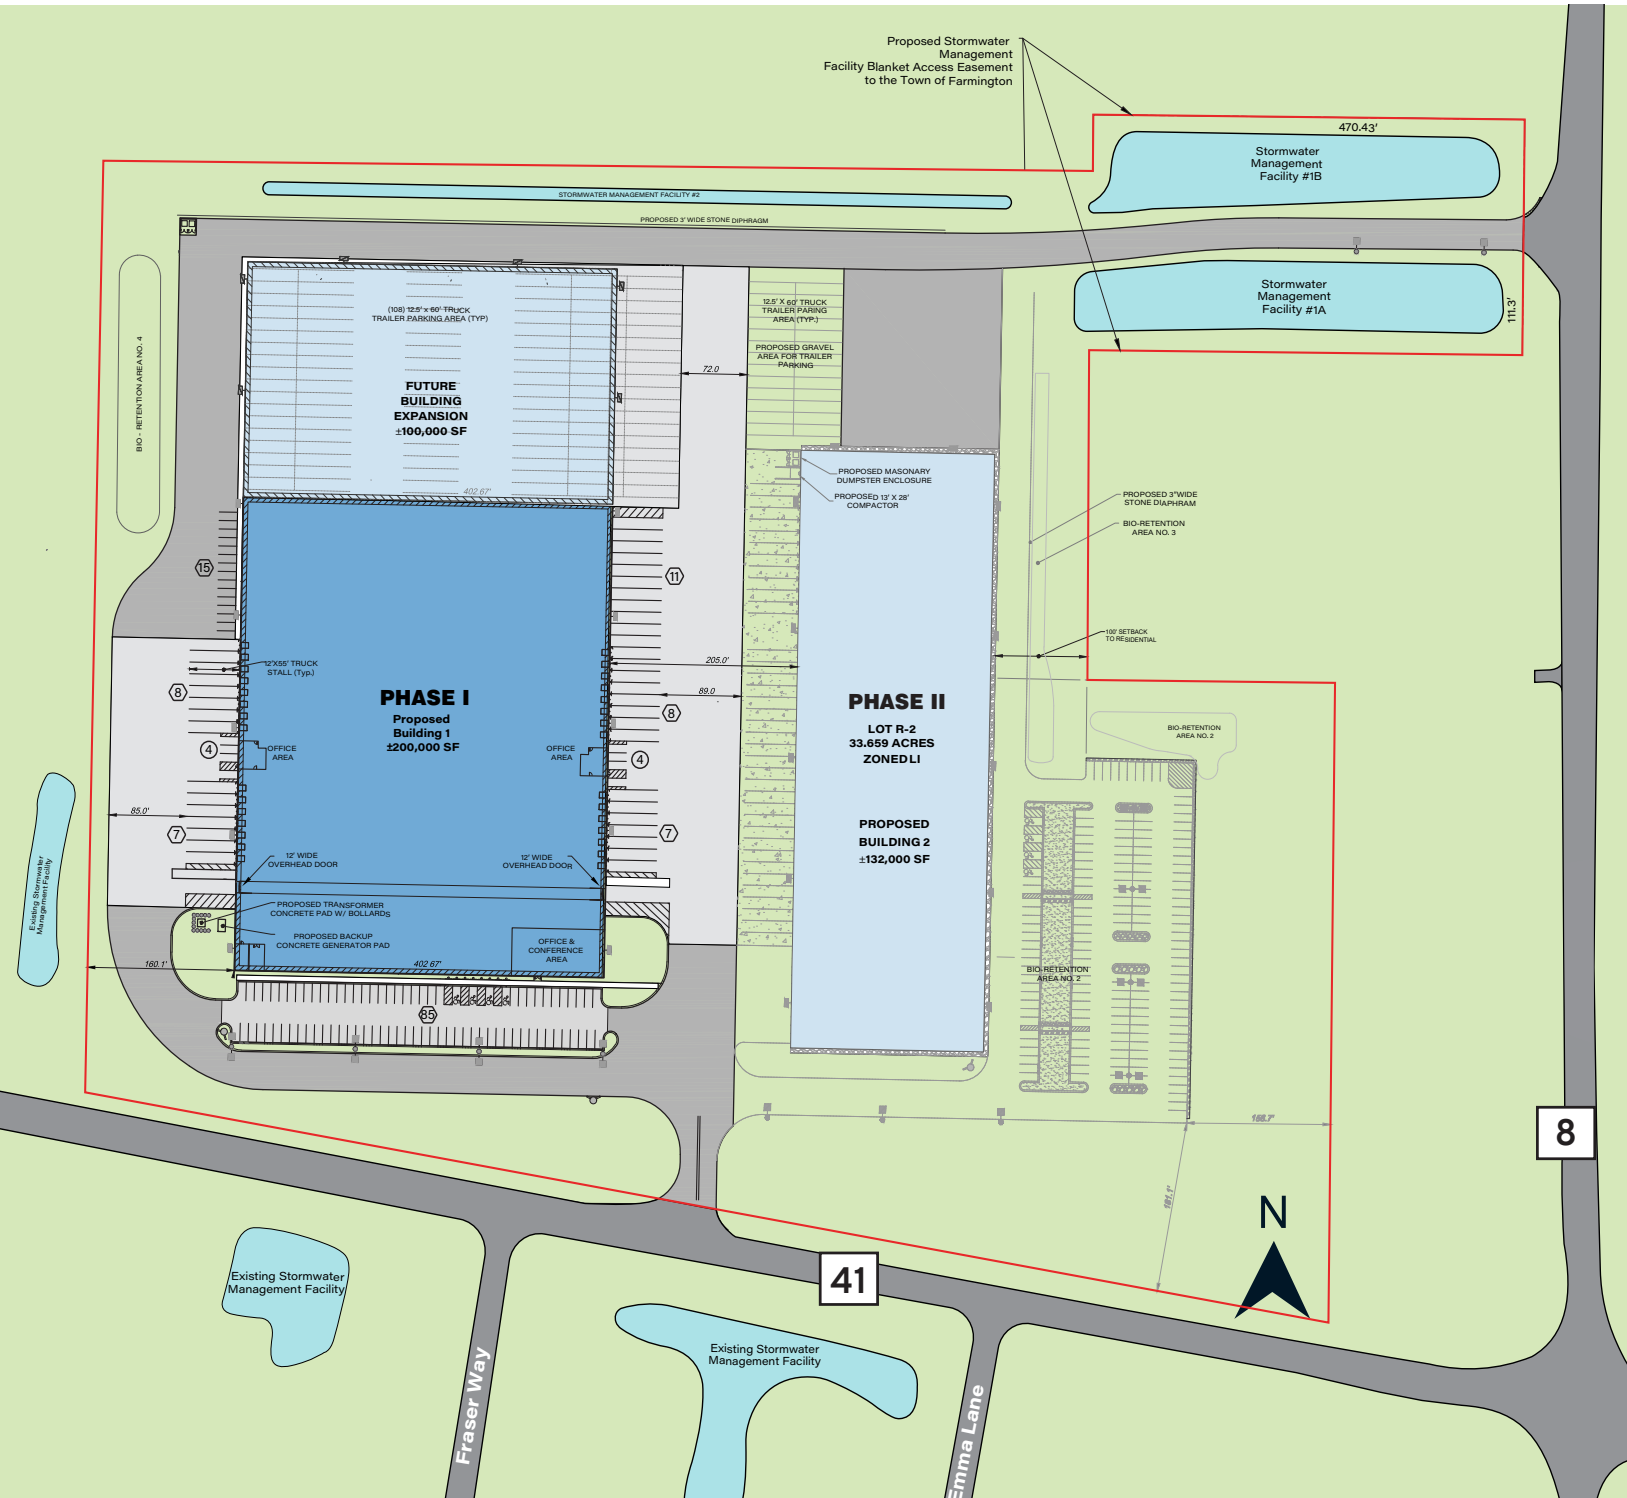 Proposed Stormwater
Management
Facility Blanket Access Easement
to the Town of Farmington
470.43'
Stormwater
Management
Facility #1B
STORMWATER MANAGEMENT FACILITY #2
PROPOSED 3' WIDE STONE DIPHRAGM
Stormwater
Management
Facility #1A
111.3'
BIO - RETENTION AREA NO. 4
(108) 12.5' x 60' TRUCK
TRAILER PARKING AREA (TYP)
12.5' X 60' TRUCK
TRAILER PARING
AREA (TYP.)
PROPOSED GRAVEL
AREA FOR TRAILER
PARKING
72.0
FUTURE
BUILDING
EXPANSION
±100,000 SF
402.67'
PROPOSED MASONARY
DUMPSTER ENCLOSURE
PROPOSED 13' X 28'
COMPACTOR
PROPOSED 3"WIDE
STONE DIAPHRAM
BIO-RETENTION
AREA NO. 3
15
11
100' SETBACK
TO RESIDENTIAL
12'X55' TRUCK
STALL (Typ.)
205.0'
89.0
8
8
PHASE I
Proposed
Building 1
±200,000 SF
PHASE II
LOT R-2
33.659 ACRES
ZONED LI
PROPOSED
BUILDING 2
±132,000 SF
BIO-RETENTION
AREA NO. 2
4
OFFICE
AREA
OFFICE
AREA
4
85.0'
7
7
12' WIDE
OVERHEAD DOOR
12' WIDE
OVERHEAD DOOR
Existing Stormwater
Management Facility
PROPOSED TRANSFORMER
CONCRETE PAD W/ BOLLARDS
PROPOSED BACKUP
CONCRETE GENERATOR PAD
OFFICE &
CONFERENCE
AREA
160.1'
402.67'
BIO-RETENTION
AREA NO. 2
85
8
181.1'
N
41
Existing Stormwater
Management Facility
Existing Stormwater
Management Facility
Fraser Way
Emma Lane